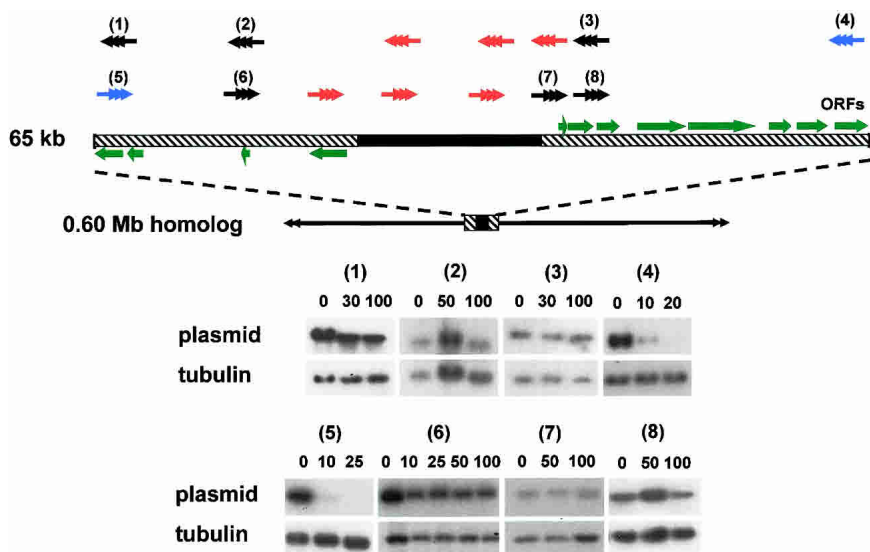 (1) (2) (3) (4)
(5) (6) (7) (8)
ORFs
65 kb
0.60 Mb homolog
(1) (2) (3) (4)
0 30 100 0 50 100 0 30 100 0 10 20
plasmid
tubulin
(5) (6) (7) (8)
0 10 25 0 10 25 50 100 0 50 100 0 50 100
plasmid
tubulin